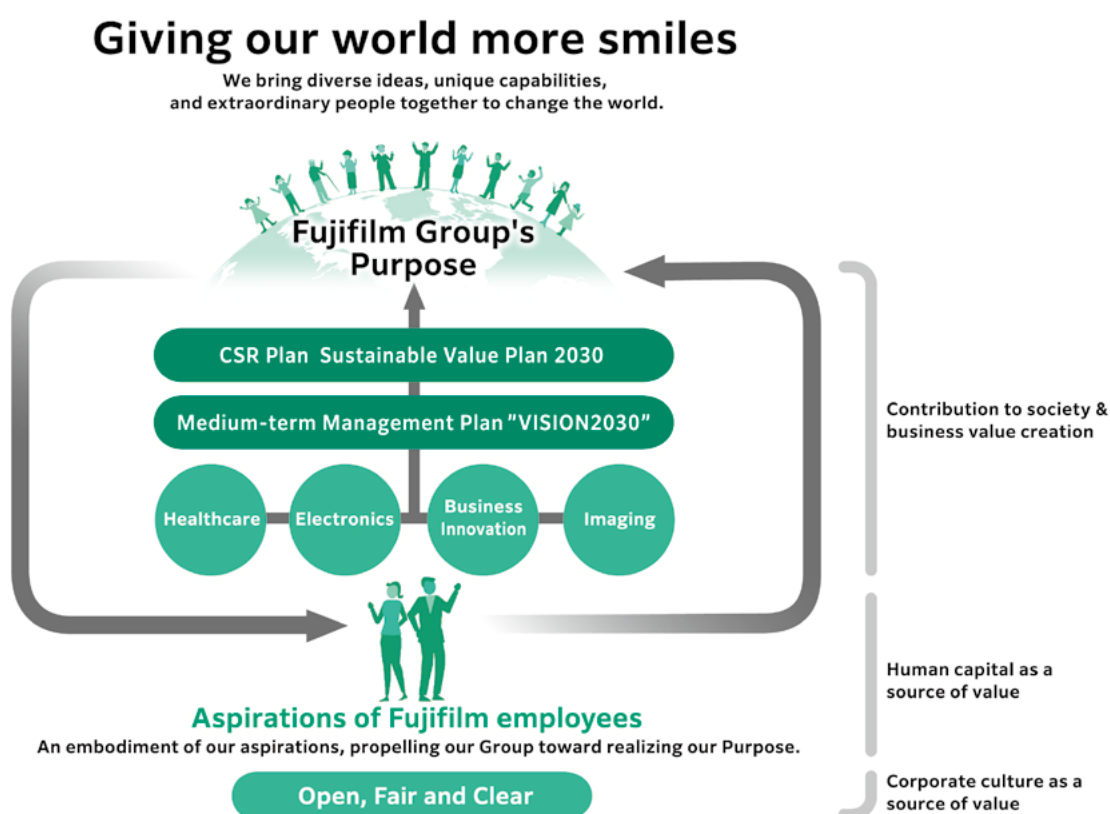 Giving our world more smiles
We bring diverse ideas, unique capabilities,
and extraordinary people together to change the world.
Fujifilm Group's
Purpose
CSR Plan  Sustainable Value Plan 2030
Medium-term Management Plan ”VISION2030”
Healthcare
Electronics
Business
Innovation
Imaging
Contribution to society &
business value creation
Human capital as a
source of value
Aspirations of Fujifilm employees
An embodiment of our aspirations, propelling our Group toward realizing our Purpose.
Open, Fair and Clear
Corporate culture as a
source of value